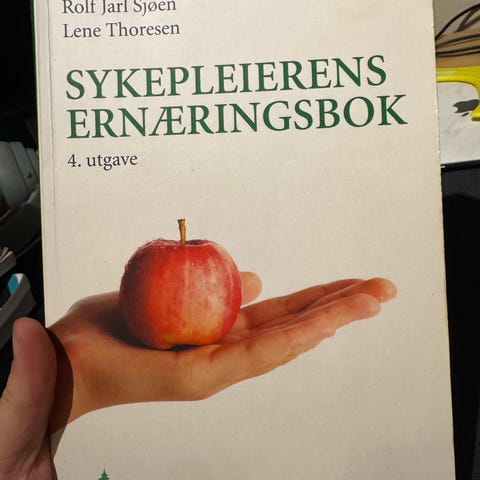 Rolf Jarl Sjøen
Lene Thoresen
SYKEPLEIERENS
ERNÆRINGSBOK
4. utgave